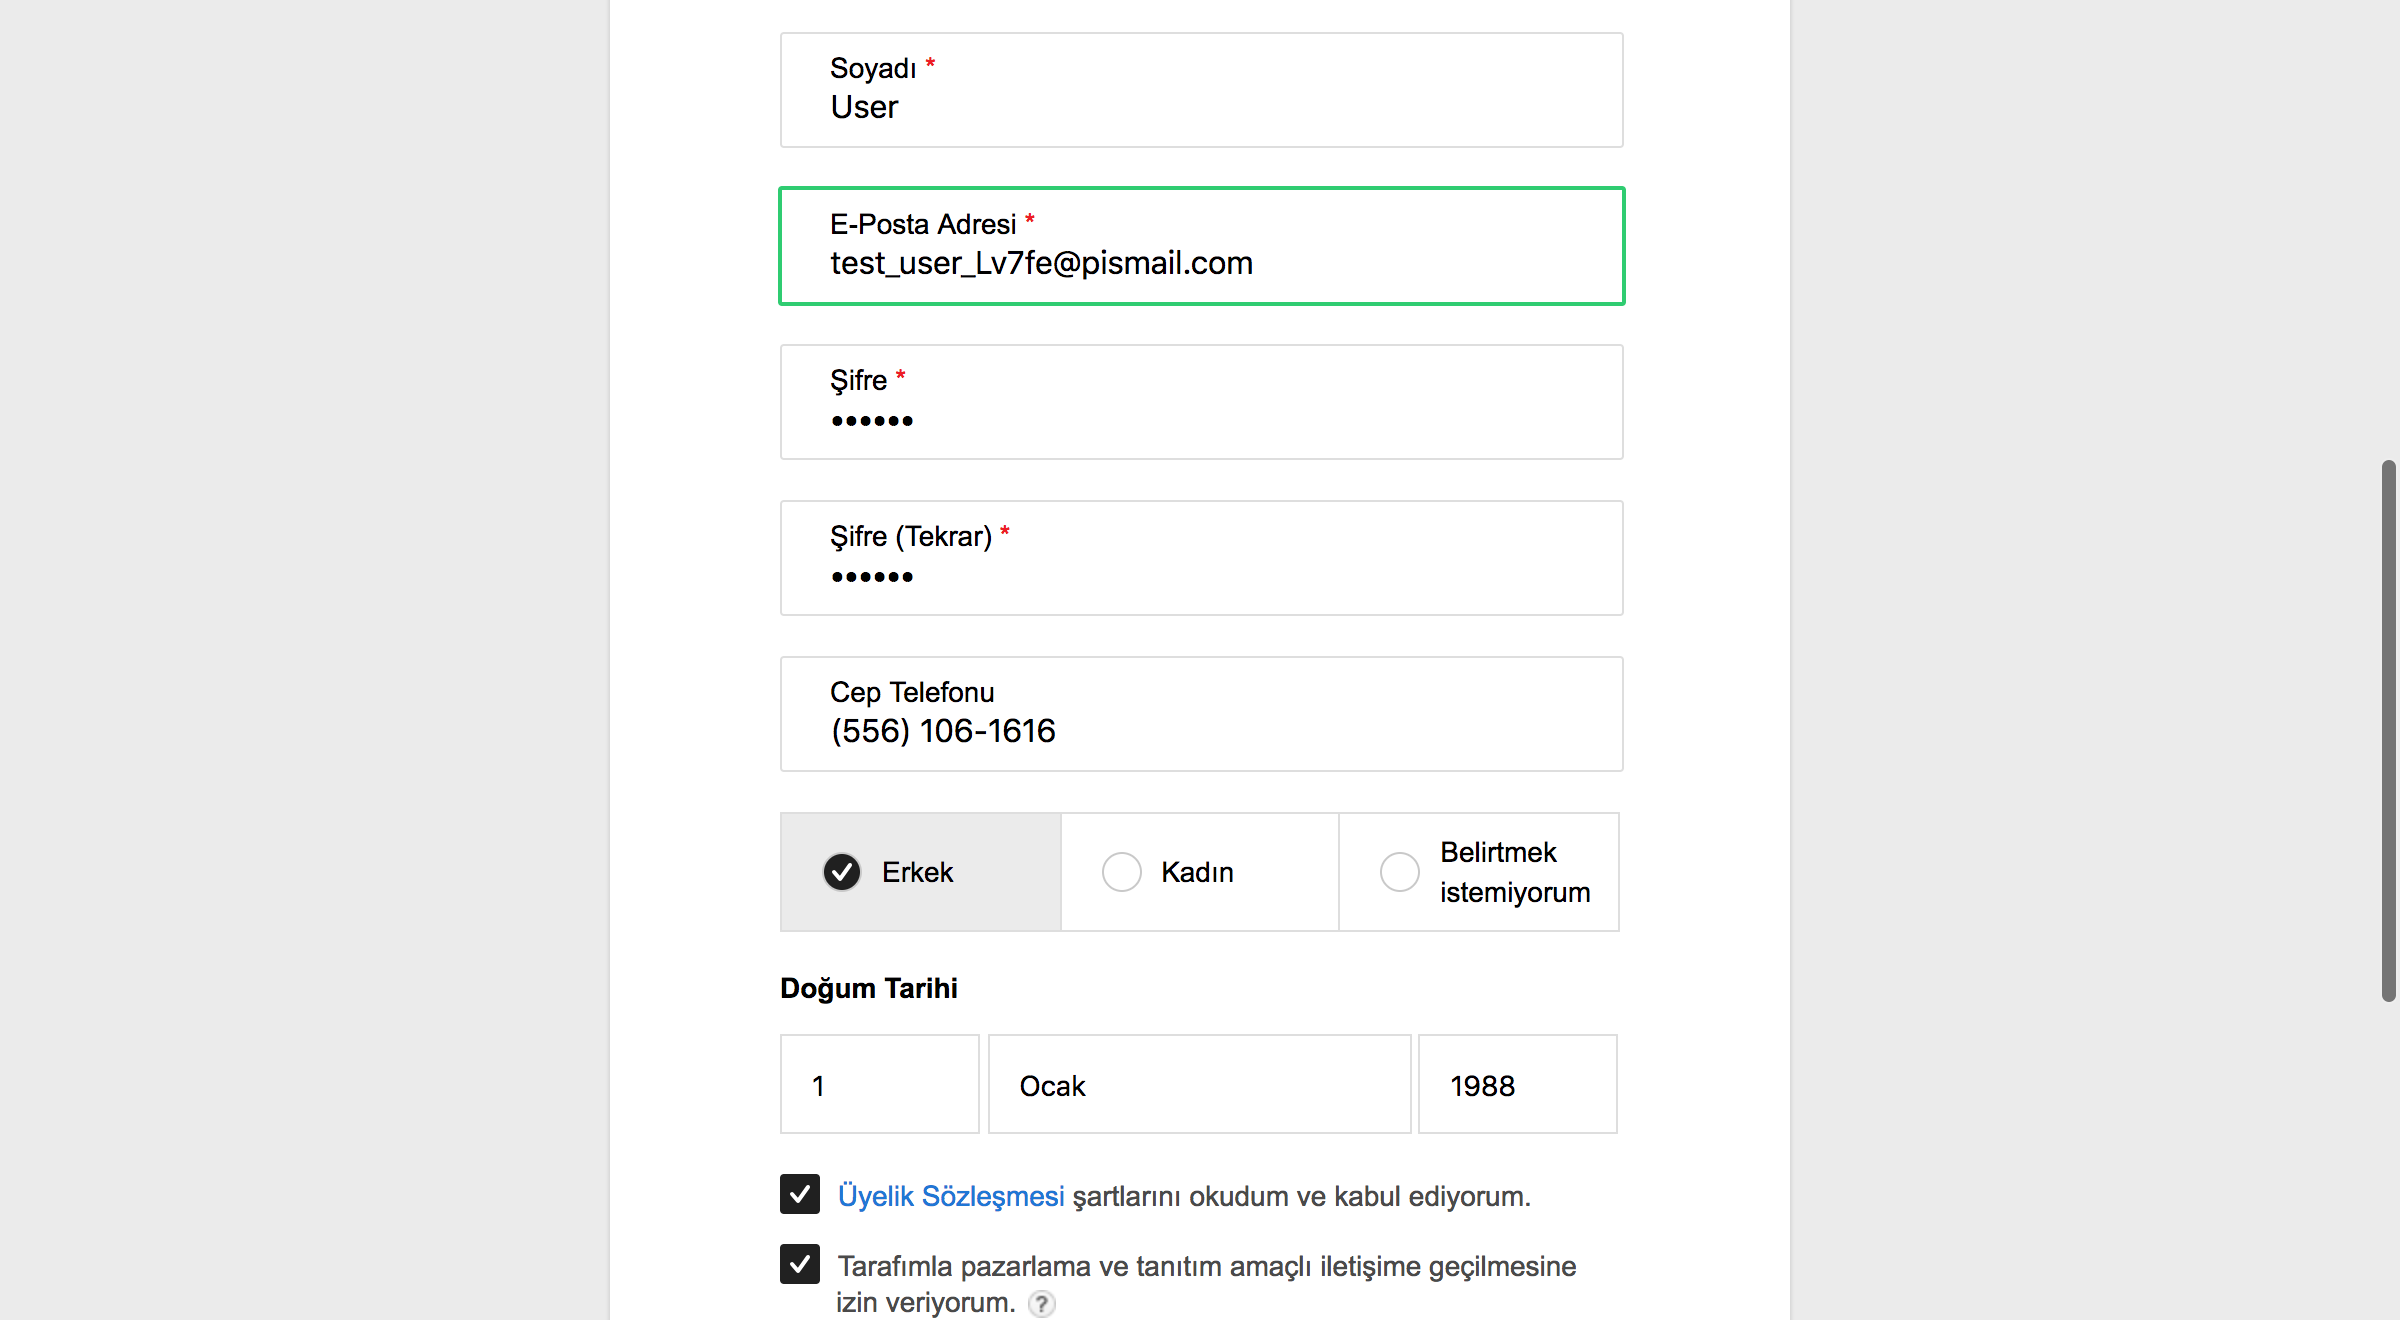 Soyadı *
User
E-Posta Adresi *
test_user_Lv7fe@pismail.com
Şifre *
••••••
Şifre (Tekrar) *
••••••
Cep Telefonu
(556) 106-1616
Erkek
Kadın
Belirtmek
istemiyorum
Doğum Tarihi
1 Ocak 1988
Üyelik Sözleşmesi şartlarını okudum ve kabul ediyorum.
Tarafımla pazarlama ve tanıtım amaçlı iletişime geçilmesine
izin veriyorum. ?